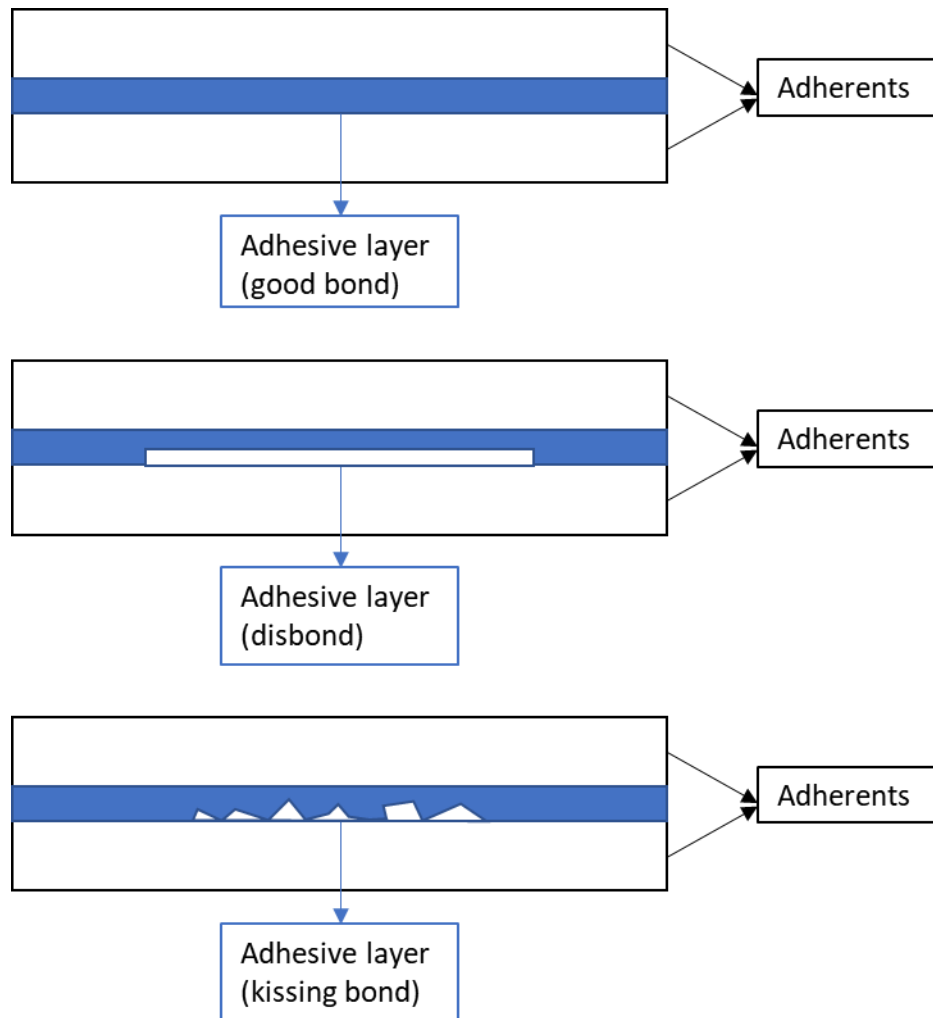 Adherents
Adhesive layer
(good bond)
Adherents
Adhesive layer
(disbond)
Adherents
Adhesive layer
(kissing bond)